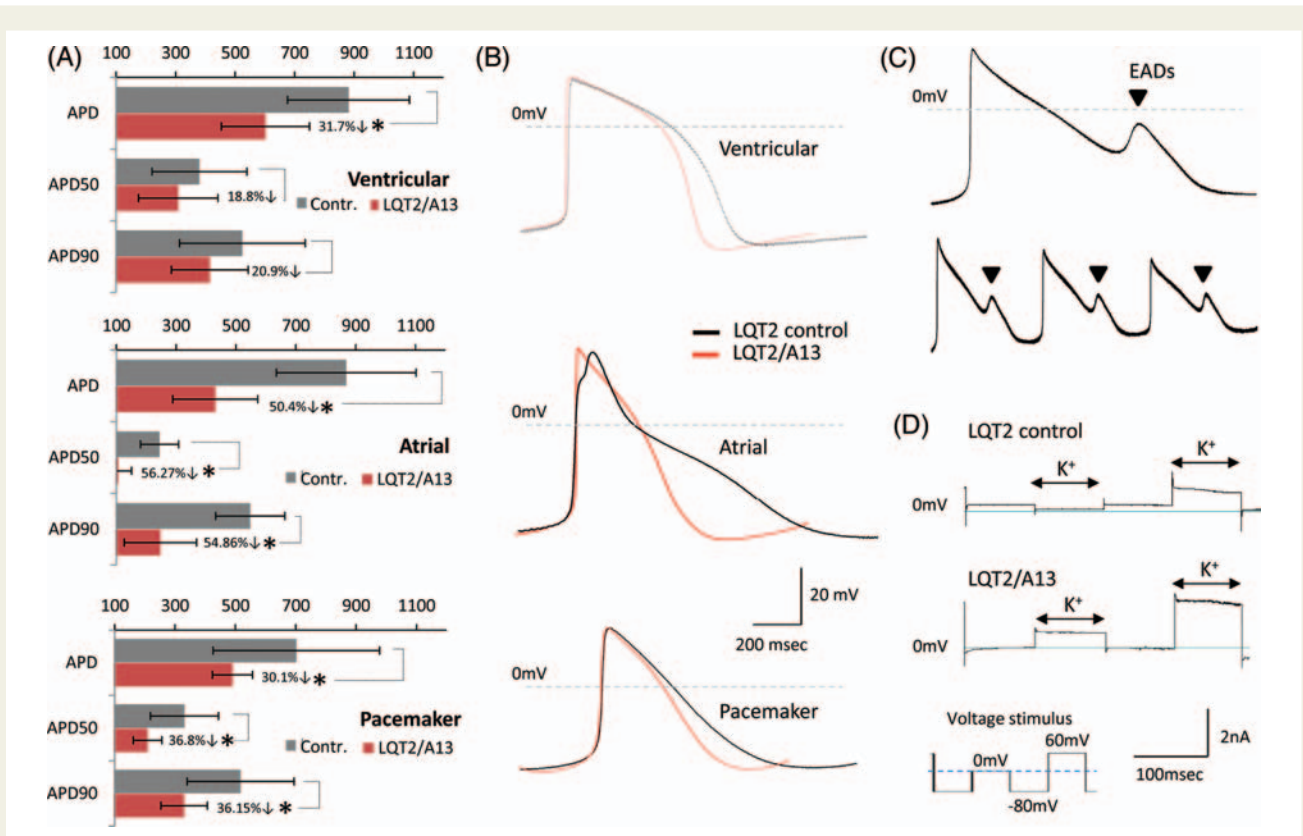 (A)
100 300 500 700 900 1100
APD
31.7%↓*
APD50
18.8%↓
Ventricular
Contr. LQT2/A13
APD90
20.9%↓
100 300 500 700 900 1100
APD
50.4%↓*
APD50
56.27%↓*
Atrial
Contr. LQT2/A13
APD90
54.86%↓*
100 300 500 700 900 1100
APD
30.1%↓*
APD50
36.8%↓*
Pacemaker
Contr. LQT2/A13
APD90
36.15%↓*
(B)
0mV
Ventricular
LQT2 control
LQT2/A13
0mV
Atrial
20 mV
200 msec
0mV
Pacemaker
(C)
EADs
0mV
(D)
LQT2 control
K+
K+
0mV
LQT2/A13
K+
K+
0mV
Voltage stimulus
60mV
0mV
-80mV
2nA
100msec